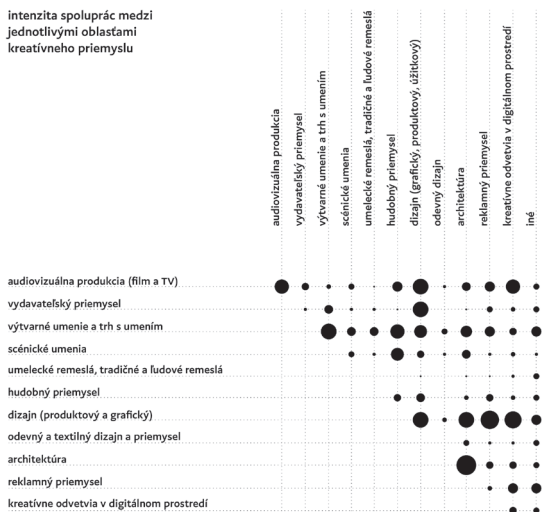 intenzita spoluprác medzi
jednotlivými oblasťami
kreatívneho priemyslu
audiovizuálna produkcia
vydavateľský priemysel
výtvarné umenie a trh s umením
scénické umenia
umelecké remeslá, tradičné a ľudové remeslá
hudobný priemysel
dizajn (grafický, produktový, úžitkový)
odevný dizajn
architektúra
reklamný priemysel
kreatívne odvetvia v digitálnom prostredí
iné
audiovizuálna produkcia (film a TV)
vydavateľský priemysel
výtvarné umenie a trh s umením
scénické umenia
umelecké remeslá, tradičné a ľudové remeslá
hudobný priemysel
dizajn (produktový a grafický)
odevný a textilný dizajn a priemysel
architektúra
reklamný priemysel
kreatívne odvetvia v digitálnom prostredí